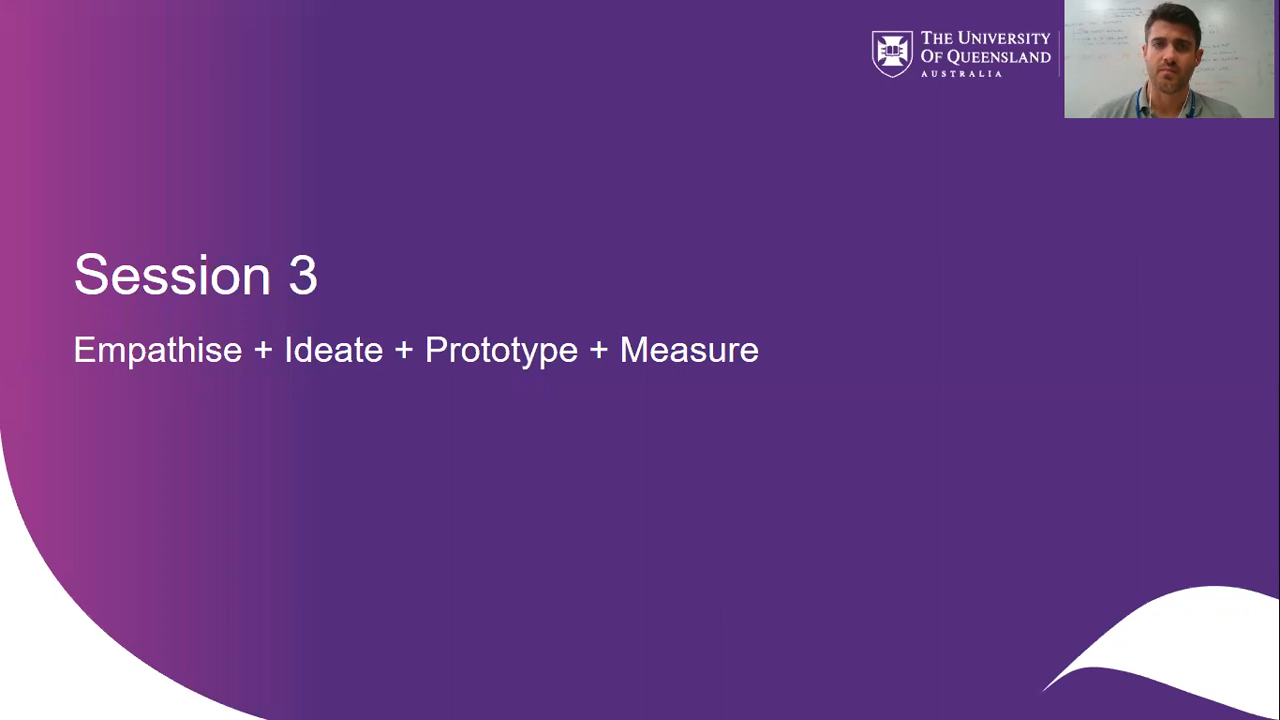 THE UNIVERSITY
OF QUEENSLAND
AUSTRALIA
Session 3
Empathise + Ideate + Prototype + Measure